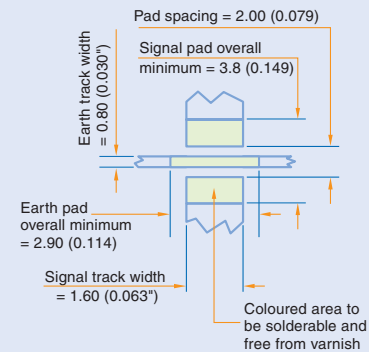 Pad spacing = 2.00 (0.079)
Signal pad overall
minimum = 3.8 (0.149)
Earth track width
= 0.80 (0.030")
Earth pad
overall minimum
= 2.90 (0.114)
Signal track width
= 1.60 (0.063")
Coloured area to
be solderable and
free from varnish